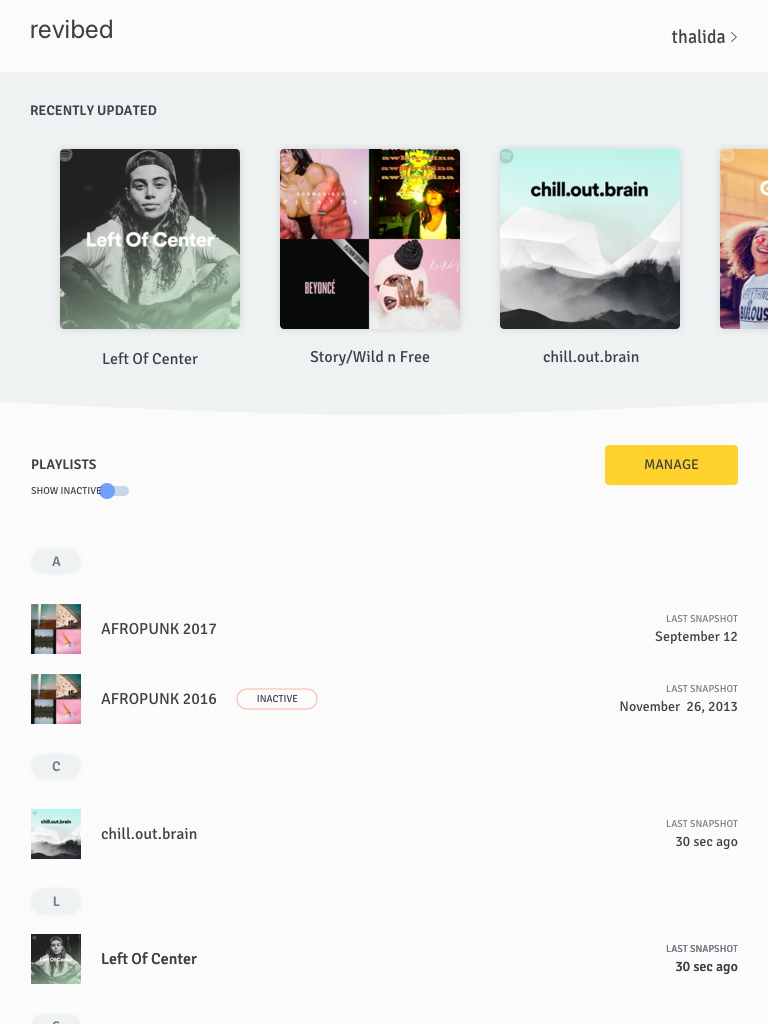 revibed
thalida >
RECENTLY UPDATED
Left Of Center
BEYONCÉ
chill.out.brain
Left Of Center
Story/Wild n Free
chill.out.brain
PLAYLISTS
MANAGE
SHOW INACTIVE
A
AFROPUNK 2017
LAST SNAPSHOT
September 12
AFROPUNK 2016
INACTIVE
LAST SNAPSHOT
November 26, 2013
C
chill.out.brain
chill.out.brain
LAST SNAPSHOT
30 sec ago
L
Left Of Center
LAST SNAPSHOT
30 sec ago